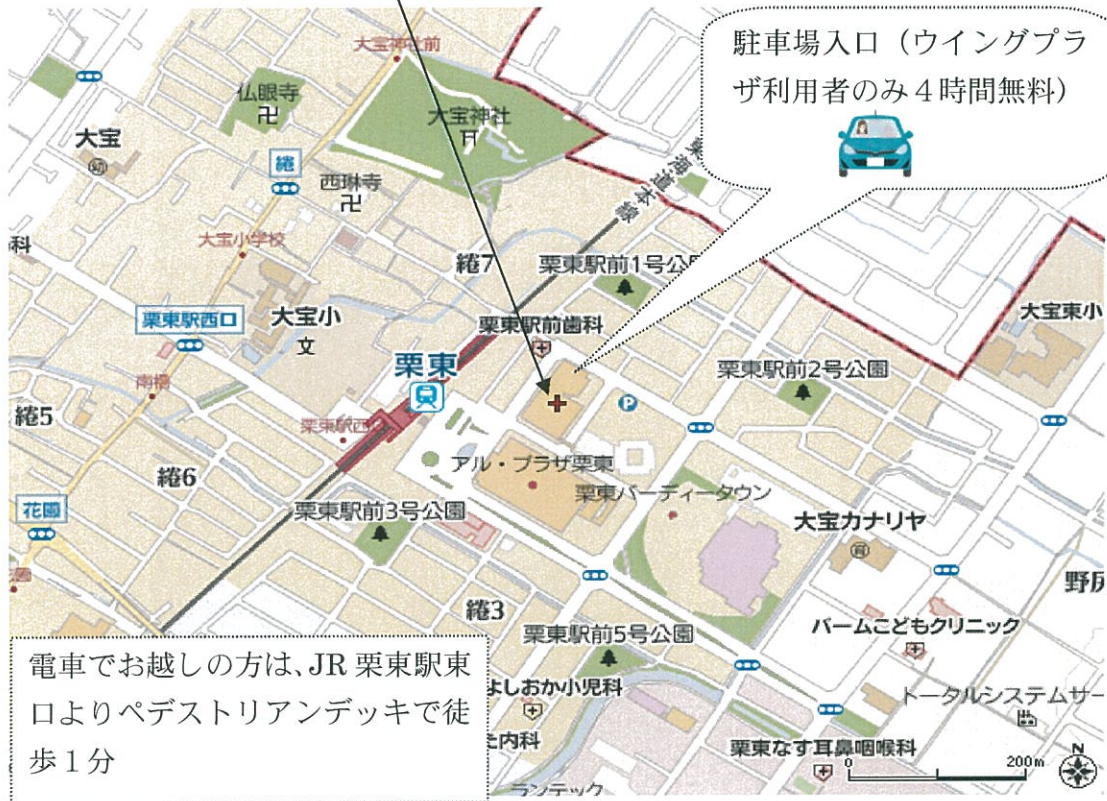 駐車場入口（ウイングプラ
ザ利用者のみ４時間無料）
大宝神社前
仏眼寺
大宝神社
大宝
綣
西琳寺
東海道本線
大宝小学校
科
綣7
栗東駅前1号公園
大宝東小
栗東駅西口
大宝小
文
栗東駅前歯科
栗東
栗東駅前2号公園
南橋
P
綣5
栗東駅西口
アル・プラザ栗東
綣6
栗東パーティータウン
花園
栗東駅前3号公園
大宝カナリヤ
野尻
綣3
栗東駅前5号公園
パームこどもクリニック
電車でお越しの方は、JR 栗東駅東
口よりペデストリアンデッキで徒
歩１分
よしおか小児科
トータルシステムサー
た内科
栗東なす耳鼻咽喉科
0
200m
N
ランテック